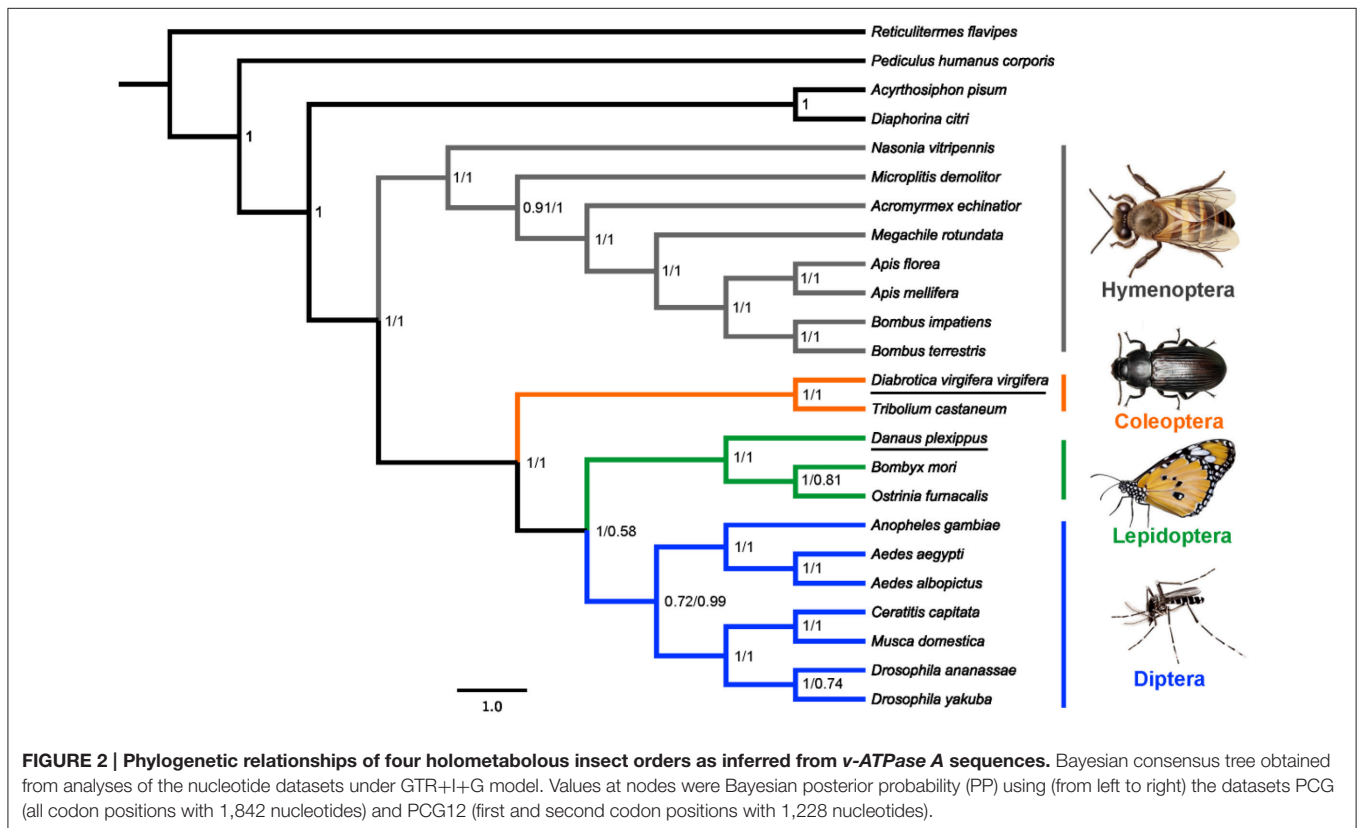 Reticulitermes flavipes
Pediculus humanus corporis
Acyrthosiphon pisum
1
Diaphorina citri
1
Nasonia vitripennis
1/1
Microplitis demolitor
0.91/1
Acromyrmex echinatior
1
1/1
Megachile rotundata
1/1
Apis florea
1/1
Apis mellifera
Hymenoptera
1/1
Bombus impatiens
1/1
1/1
Bombus terrestris
Diabrotica virgifera virgifera
1/1
Tribolium castaneum
Coleoptera
Danaus plexippus
1/1
1/1
Bombyx mori
1/0.81
Ostrinia furnacalis
1/0.58
Anopheles gambiae
Lepidoptera
1/1
Aedes aegypti
1/1
Aedes albopictus
0.72/0.99
Ceratitis capitata
1/1
Musca domestica
1/1
Drosophila ananassae
Diptera
1/0.74
Drosophila yakuba
1.0
FIGURE 2 | Phylogenetic relationships of four holometabolous insect orders as inferred from v-ATPase A sequences. Bayesian consensus tree obtained
from analyses of the nucleotide datasets under GTR+I+G model. Values at nodes were Bayesian posterior probability (PP) using (from left to right) the datasets PCG
(all codon positions with 1,842 nucleotides) and PCG12 (first and second codon positions with 1,228 nucleotides).